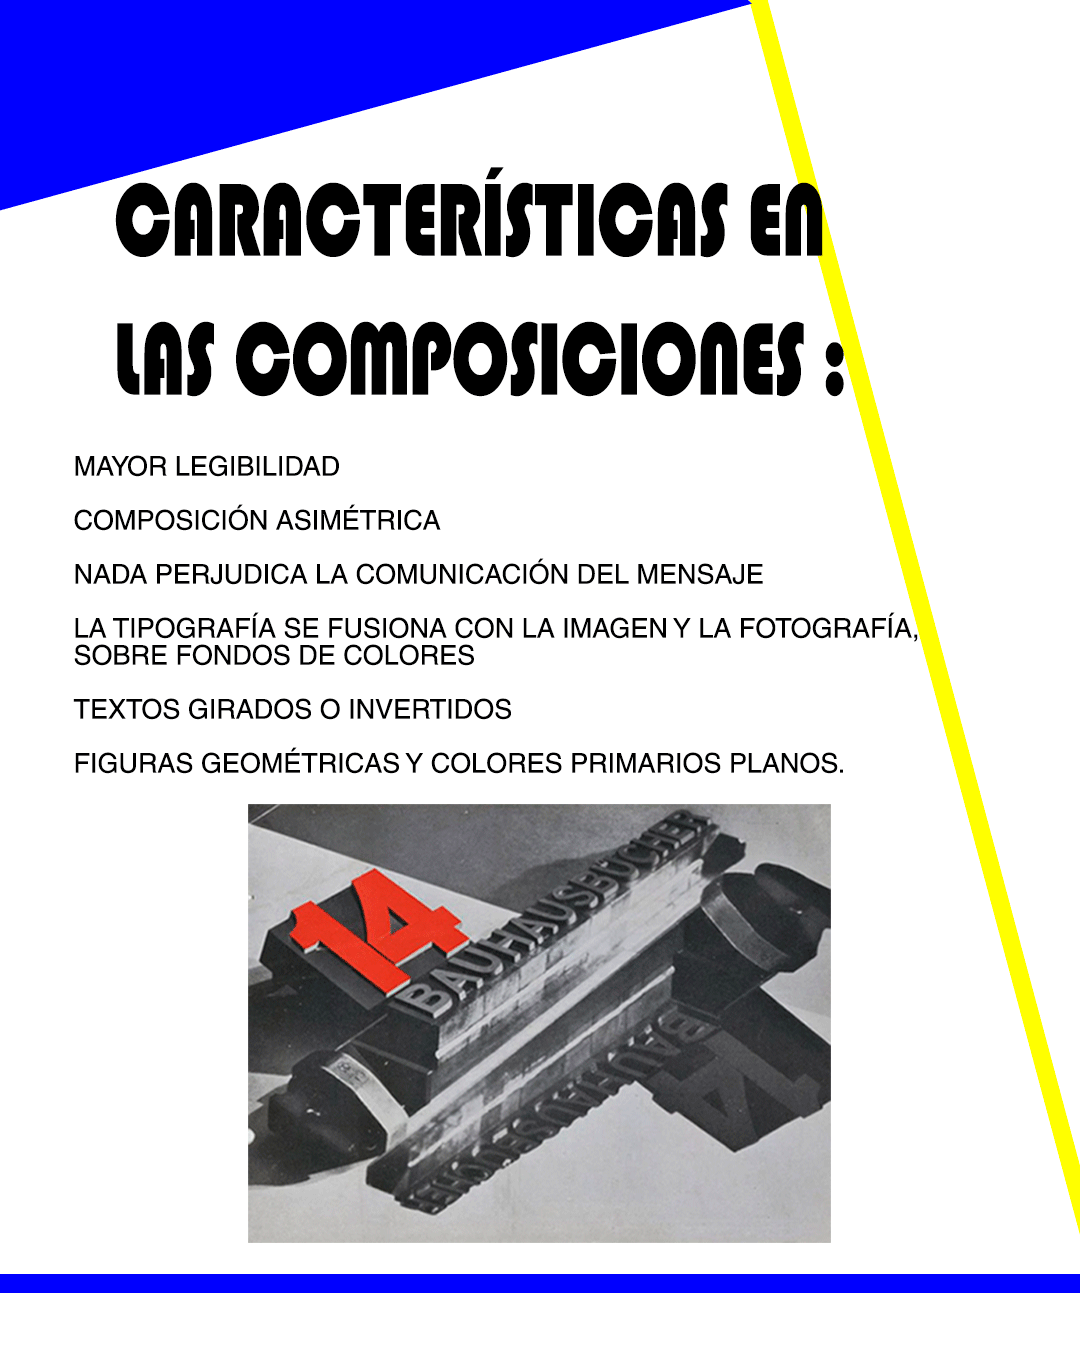 CARACTERÍSTICAS EN
LAS COMPOSICIONES :
MAYOR LEGIBILIDAD
COMPOSICIÓN ASIMÉTRICA
NADA PERJUDICA LA COMUNICACIÓN DEL MENSAJE
LA TIPOGRAFÍA SE FUSIONA CON LA IMAGEN Y LA FOTOGRAFÍA,
SOBRE FONDOS DE COLORES
TEXTOS GIRADOS O INVERTIDOS
FIGURAS GEOMÉTRICAS Y COLORES PRIMARIOS PLANOS.
14
BAUHAUSBÜCHER